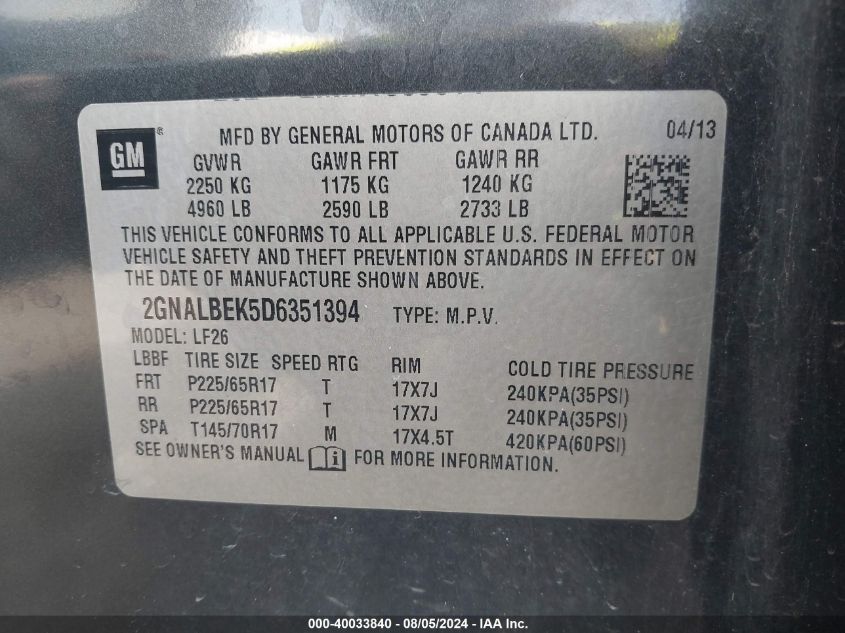 GM
®
MFD BY GENERAL MOTORS OF CANADA LTD. 04/13
GVWR GAWR FRT GAWR RR
2250 KG 1175 KG 1240 KG
4960 LB 2590 LB 2733 LB
THIS VEHICLE CONFORMS TO ALL APPLICABLE U.S. FEDERAL MOTOR
VEHICLE SAFETY AND THEFT PREVENTION STANDARDS IN EFFECT ON
THE DATE OF MANUFACTURE SHOWN ABOVE.
2GNALBEK5D6351394 TYPE: M.P.V.
MODEL: LF26
LBBF TIRE SIZE SPEED RTG RIM COLD TIRE PRESSURE
FRT P225/65R17 T 17X7J 240KPA(35PSI)
RR P225/65R17 T 17X7J 240KPA(35PSI)
SPA T145/70R17 M 17X4.5T 420KPA(60PSI)
SEE OWNER'S MANUAL i FOR MORE INFORMATION.
000-40033840 - 08/05/2024 - IAA Inc.